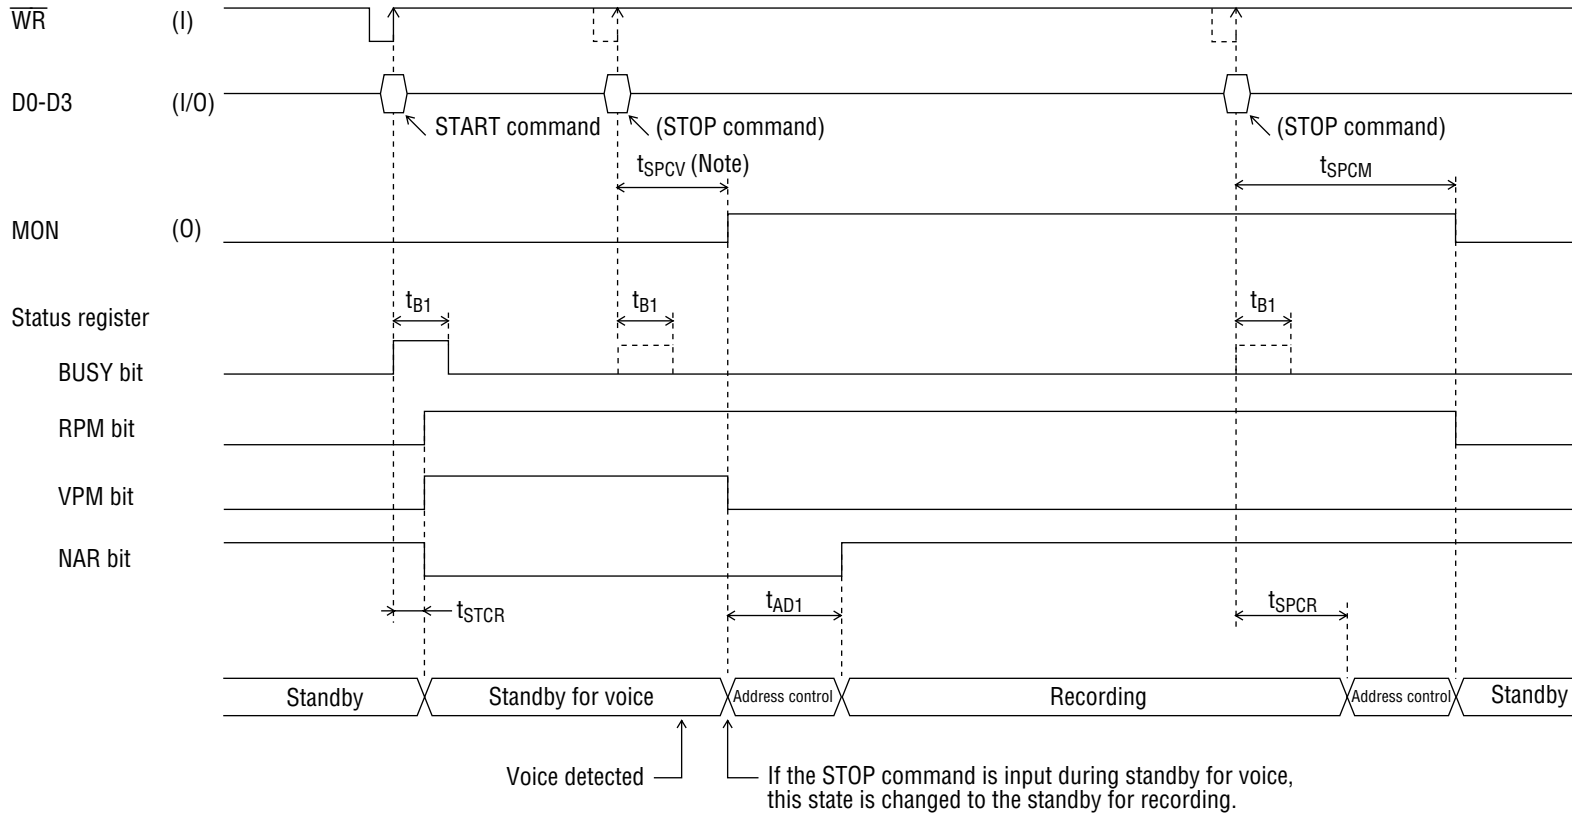 WR (I)
D0-D3 (I/O)
START command (STOP command) (STOP command)
tSPCV (Note) tSPCM
MON (O)
tB1 tB1 tB1
Status register
BUSY bit
RPM bit
VPM bit
NAR bit
tSTCR tAD1 tSPCR
Standby Standby for voice Address control Recording Address control Standby
Voice detected If the STOP command is input during standby for voice,
this state is changed to the standby for recording.